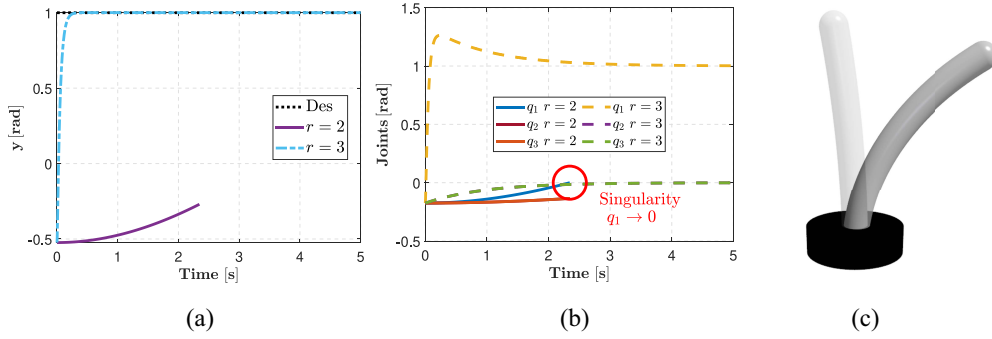 1
0.5
0
-0.5
y [rad]
Des
r = 2
r = 3
0 1 2 3 4 5
Time [s]
(a)
1.5
1
0.5
0
-0.5
Joints [rad]
q₁ r = 2 q₁ r = 3
q₂ r = 2 q₂ r = 3
q₃ r = 2 q₃ r = 3
Singularity
q₁ → 0
0 1 2 3 4 5
Time [s]
(b)
(c)